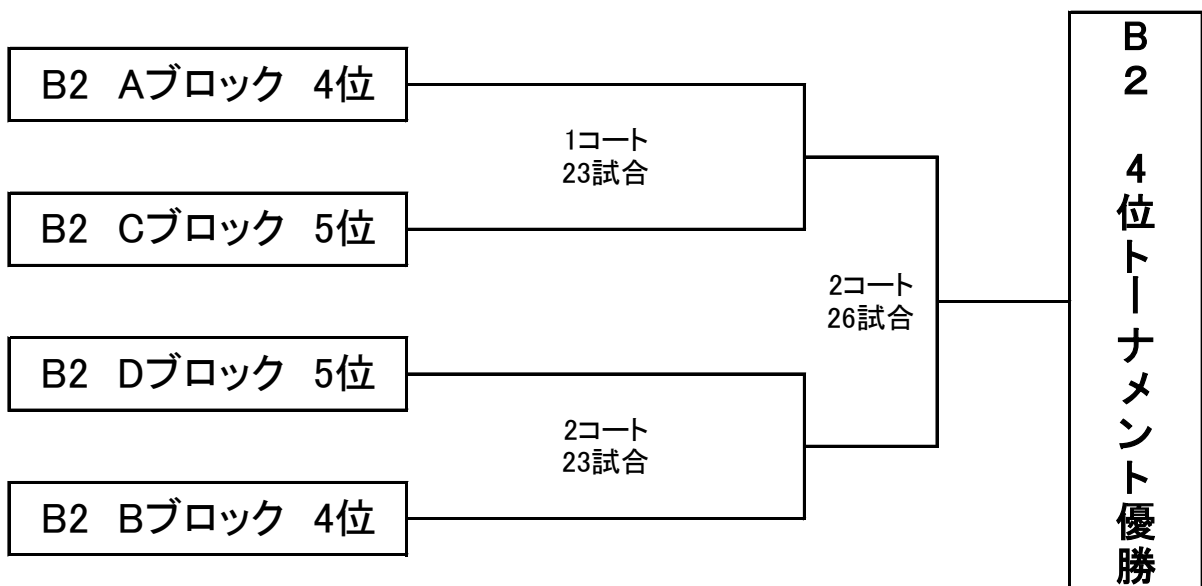 B2 Aブロック 4位
1コート
23試合
B2 Cブロック 5位
2コート
26試合
B2 Dブロック 5位
2コート
23試合
B2 Bブロック 4位
B2 4位トーナメント優勝